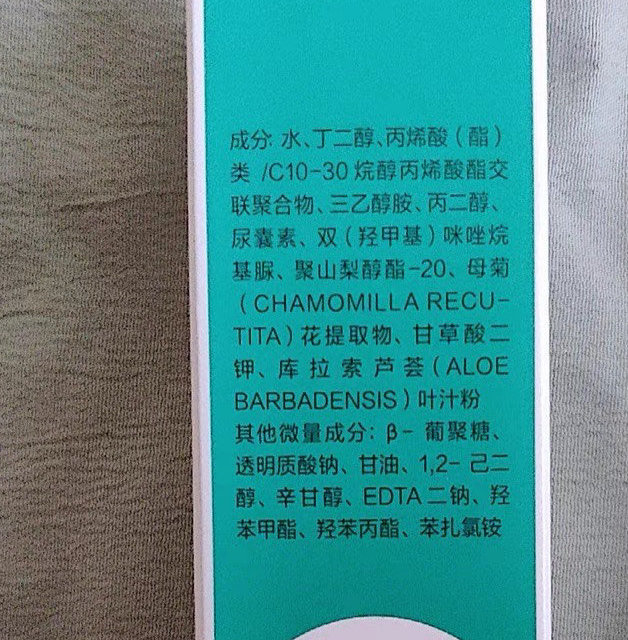 成分: 水、丁二醇、丙烯酸（酯）
类 /C10-30 烷醇丙烯酸酯交
联聚合物、三乙醇胺、丙二醇、
尿囊素、双（羟甲基）咪唑烷
基脲、聚山梨醇酯-20、母菊
（CHAMOMILLA RECU-
TITA）花提取物、甘草酸二
钾、库拉索芦荟（ALOE
BARBADENSIS）叶汁粉
其他微量成分：β- 葡聚糖、
透明质酸钠、甘油、1,2- 己二
醇、辛甘醇、EDTA 二钠、羟
苯甲酯、羟苯丙酯、苯扎氯铵